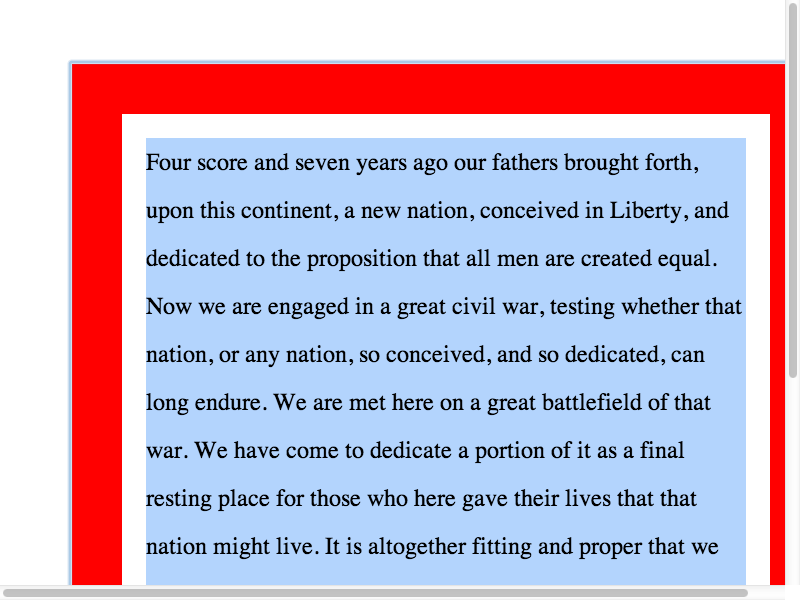 Four score and seven years ago our fathers brought forth,
upon this continent, a new nation, conceived in Liberty, and
dedicated to the proposition that all men are created equal.
Now we are engaged in a great civil war, testing whether that
nation, or any nation, so conceived, and so dedicated, can
long endure. We are met here on a great battlefield of that
war. We have come to dedicate a portion of it as a final
resting place for those who here gave their lives that that
nation might live. It is altogether fitting and proper that we